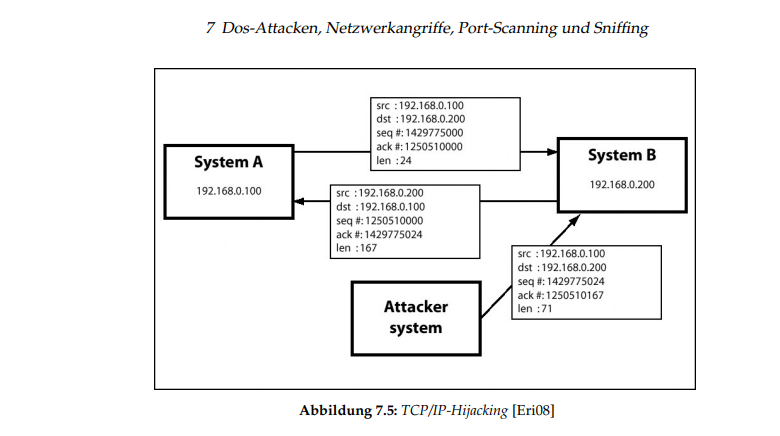 7 Dos-Attacken, Netzwerkangriffe, Port-Scanning und Sniffing
src : 192.168.0.100
dst : 192.168.0.200
seq #: 1429775000
ack #: 1250510000
len : 24
System A
192.168.0.100
System B
192.168.0.200
src : 192.168.0.200
dst : 192.168.0.100
seq #: 1250510000
ack #: 1429775024
len : 167
src : 192.168.0.100
dst : 192.168.0.200
seq #: 1429775024
ack #: 1250510167
len : 71
Attacker
system
Abbildung 7.5: TCP/IP-Hijacking [Eri08]